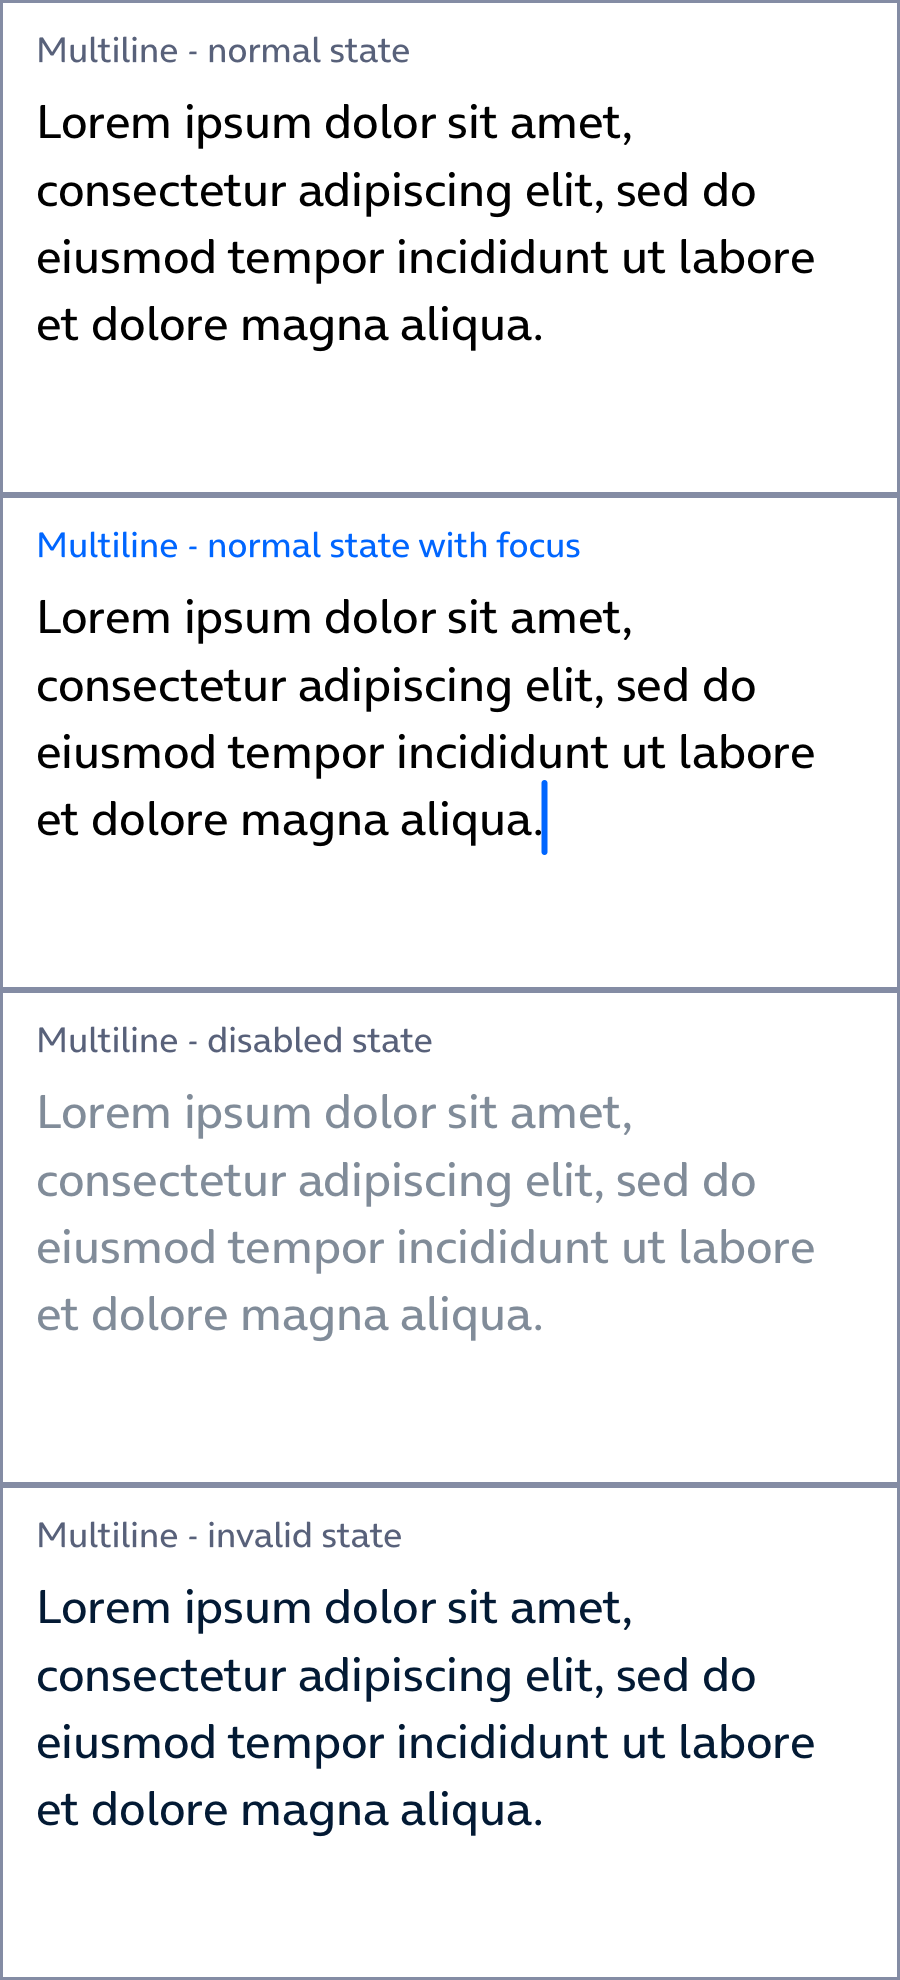 Multiline - normal state
Lorem ipsum dolor sit amet,
consectetur adipiscing elit, sed do
eiusmod tempor incididunt ut labore
et dolore magna aliqua.
Multiline - normal state with focus
Lorem ipsum dolor sit amet,
consectetur adipiscing elit, sed do
eiusmod tempor incididunt ut labore
et dolore magna aliqua.
Multiline - disabled state
Lorem ipsum dolor sit amet,
consectetur adipiscing elit, sed do
eiusmod tempor incididunt ut labore
et dolore magna aliqua.
Multiline - invalid state
Lorem ipsum dolor sit amet,
consectetur adipiscing elit, sed do
eiusmod tempor incididunt ut labore
et dolore magna aliqua.